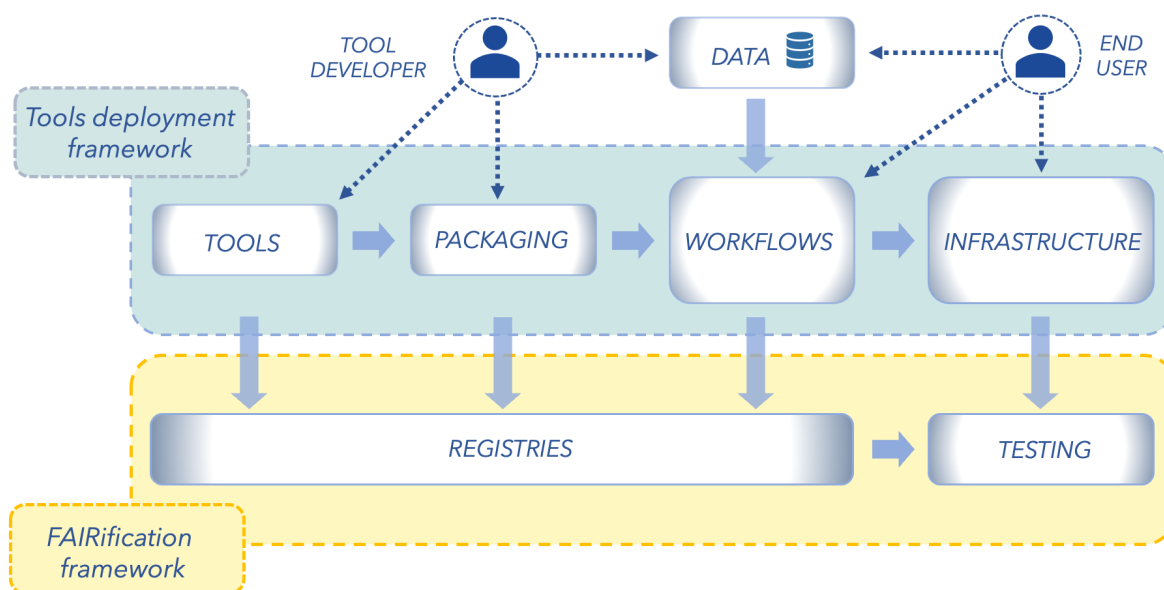 TOOL
DEVELOPER
DATA
END
USER
Tools deployment
framework
TOOLS
PACKAGING
WORKFLOWS
INFRASTRUCTURE
REGISTRIES
TESTING
FAIRification
framework